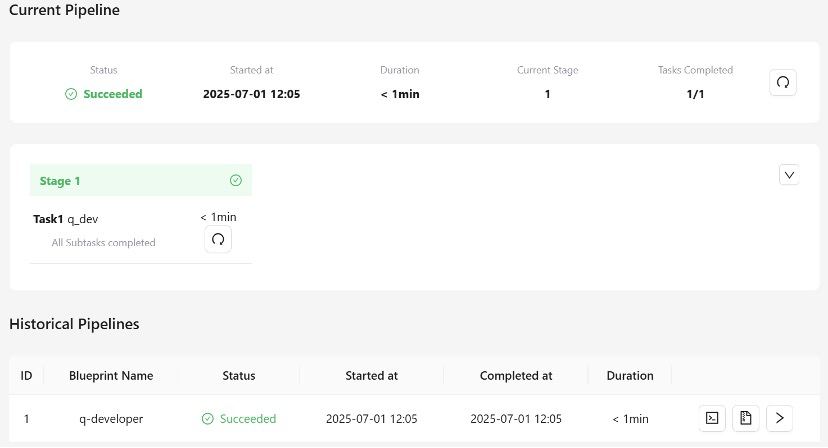 Current Pipeline
Status Started at Duration Current Stage Tasks Completed
Succeeded 2025-07-01 12:05 < 1min 1 1/1
Stage 1
Task1 q_dev < 1min
All Subtasks completed
Historical Pipelines
ID Blueprint Name Status Started at Completed at Duration
1 q-developer Succeeded 2025-07-01 12:05 2025-07-01 12:05 < 1min